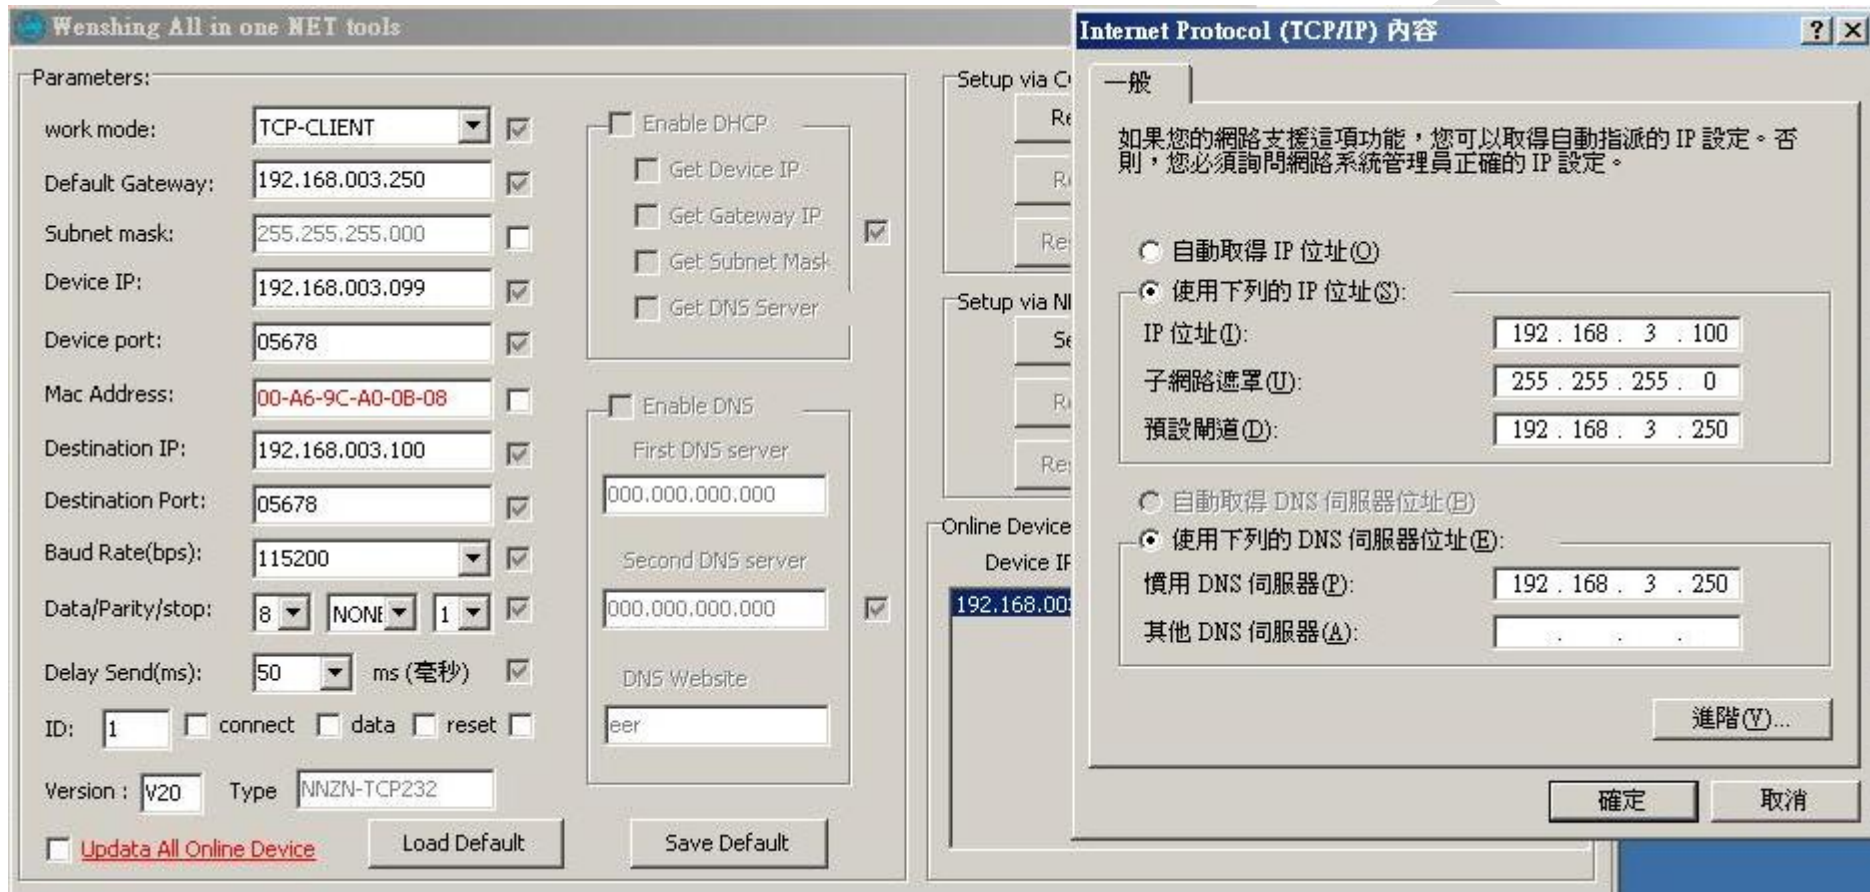 Wenshing All in one NET tools
Parameters:
work mode: TCP-CLIENT
Default Gateway: 192.168.003.250
Subnet mask: 255.255.255.000
Device IP: 192.168.003.099
Device port: 05678
Mac Address: 00-A6-9C-A0-0B-08
Destination IP: 192.168.003.100
Destination Port: 05678
Baud Rate(bps): 115200
Data/Parity/stop: 8 NONE 1
Delay Send(ms): 50 ms (毫秒)
ID: 1 connect data reset
Version : V20 Type NNZN-TCP232
Updata All Online Device Load Default Save Default
Enable DHCP
Get Device IP
Get Gateway IP
Get Subnet Mask
Get DNS Server
Enable DNS
First DNS server
000.000.000.000
Second DNS server
000.000.000.000
DNS Website
eer
Setup via
Setup via
Online Device
Device IP
192.168.00
Internet Protocol (TCP/IP) 內容
一般
如果您的網路支援這項功能，您可以取得自動指派的 IP 設定。否
則，您必須詢問網路系統管理員正確的 IP 設定。
自動取得 IP 位址(O)
使用下列的 IP 位址(S):
IP 位址(I): 192 . 168 . 3 . 100
子網路遮罩(U): 255 . 255 . 255 . 0
預設閘道(D): 192 . 168 . 3 . 250
自動取得 DNS 伺服器位址(B)
使用下列的 DNS 伺服器位址(E):
慣用 DNS 伺服器(P): 192 . 168 . 3 . 250
其他 DNS 伺服器(A): . . .
進階(V)...
確定 取消